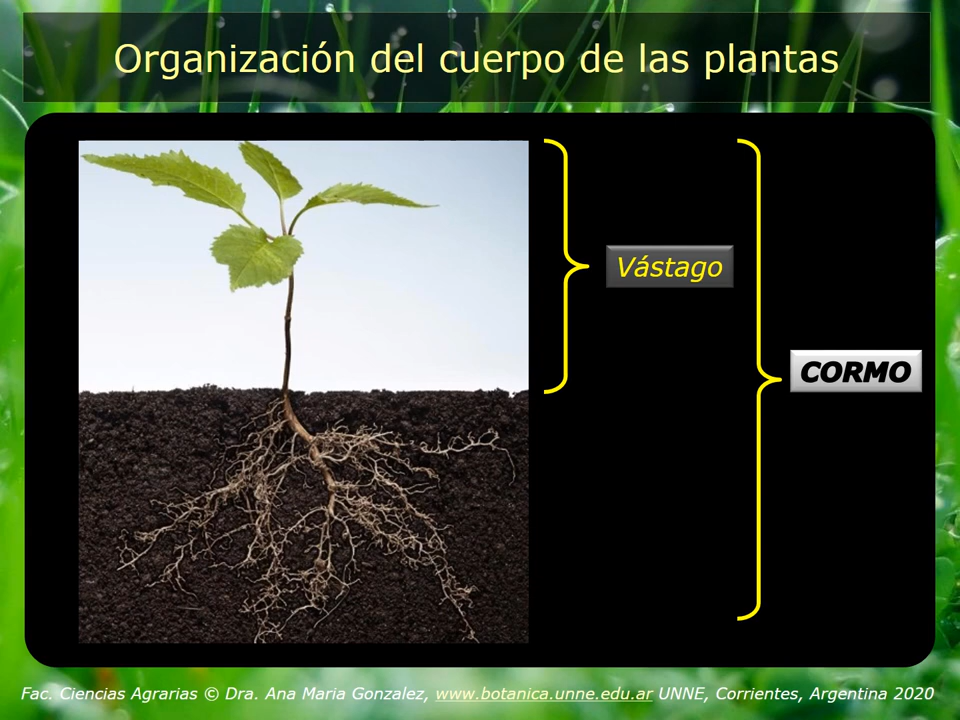 Organización del cuerpo de las plantas
Vástago
CORMO
Fac. Ciencias Agrarias © Dra. Ana Maria Gonzalez, www.botanica.unne.edu.ar UNNE, Corrientes, Argentina 2020